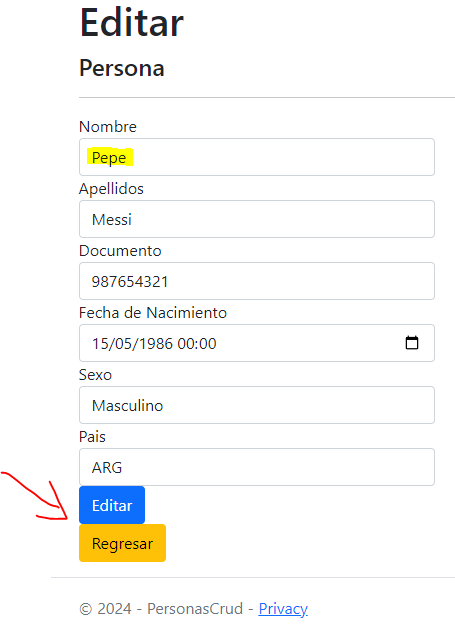 Editar
Persona
Nombre
Pepe
Apellidos
Messi
Documento
987654321
Fecha de Nacimiento
15/05/1986 00:00
Sexo
Masculino
Pais
ARG
Editar
Regresar
© 2024 - PersonasCrud - Privacy